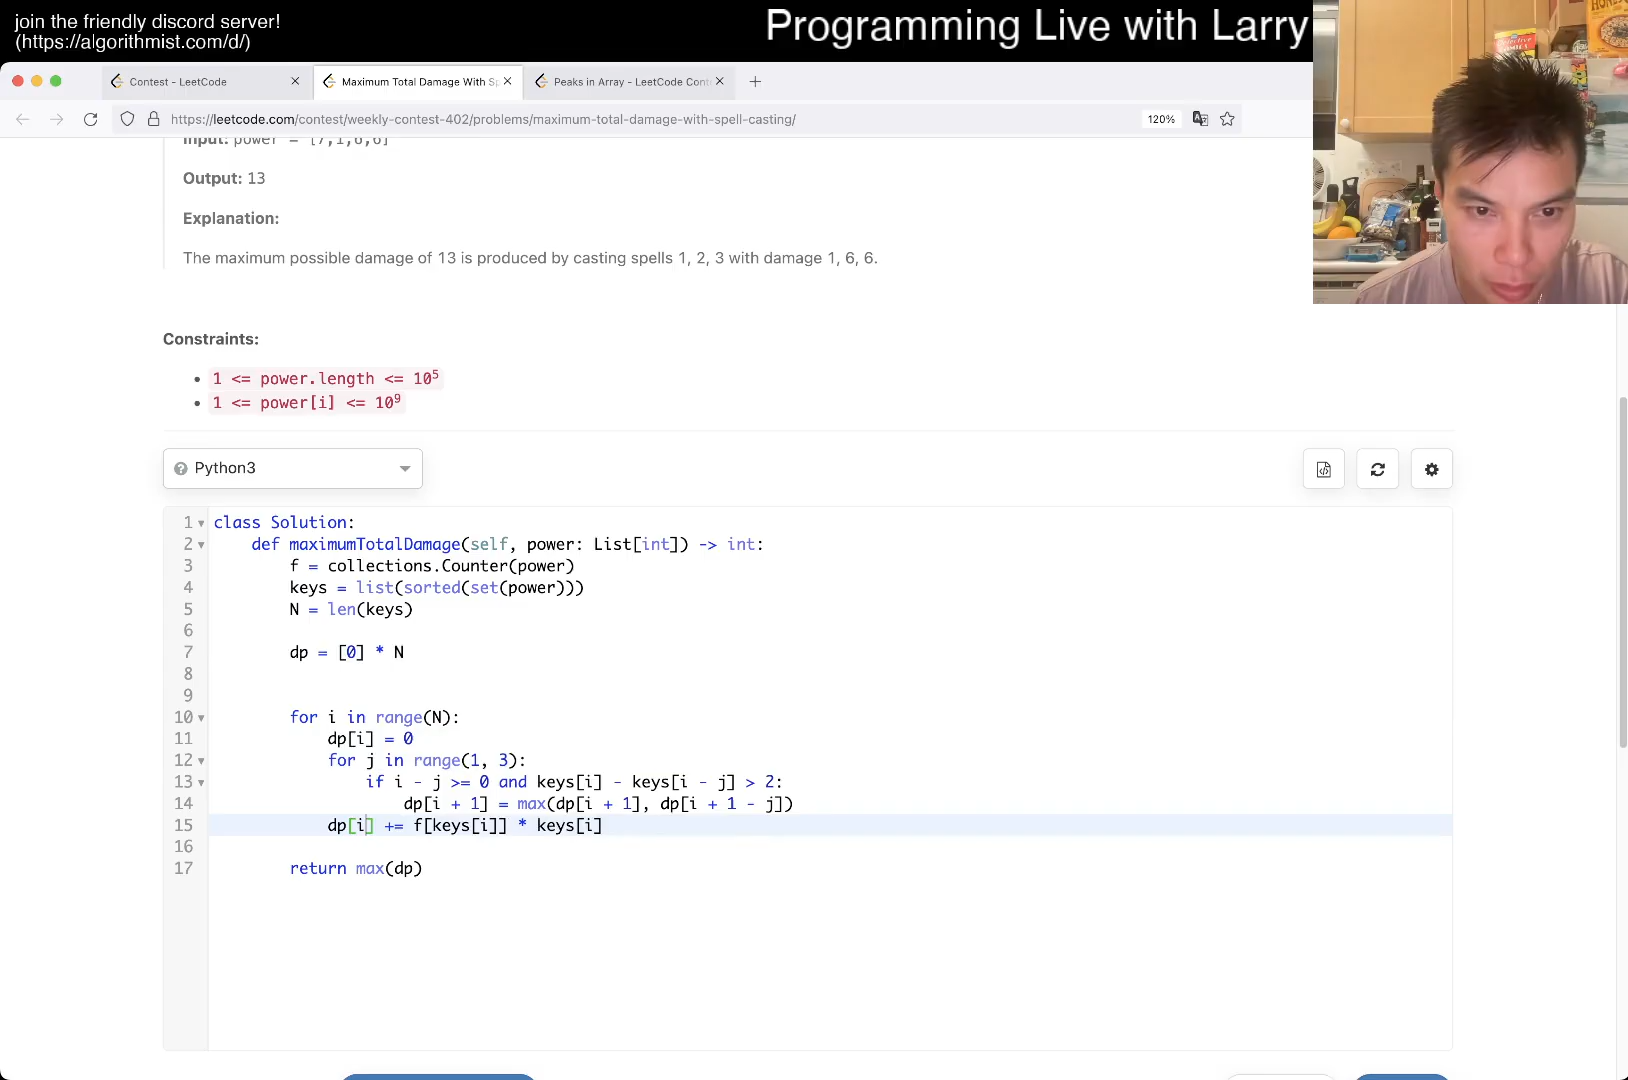 join the friendly discord server!
(https://algorithmist.com/d/)
Programming Live with Larry
Contest - LeetCode
Maximum Total Damage With Sp
Peaks in Array - LeetCode Cont
https://leetcode.com/contest/weekly-contest-402/problems/maximum-total-damage-with-spell-casting/
120%
Input: power = [7,1,6,6]
Output: 13
Explanation:
The maximum possible damage of 13 is produced by casting spells 1, 2, 3 with damage 1, 6, 6.
Constraints:
• 1 <= power.length <= 10⁵
• 1 <= power[i] <= 10⁹
Python3
1 class Solution:
2 def maximumTotalDamage(self, power: List[int]) -> int:
3 f = collections.Counter(power)
4 keys = list(sorted(set(power)))
5 N = len(keys)
6
7 dp = [0] * N
8
9
10 for i in range(N):
11 dp[i] = 0
12 for j in range(1, 3):
13 if i - j >= 0 and keys[i] - keys[i - j] > 2:
14 dp[i + 1] = max(dp[i + 1], dp[i + 1 - j])
15 dp[i] += f[keys[i]] * keys[i]
16
17 return max(dp)